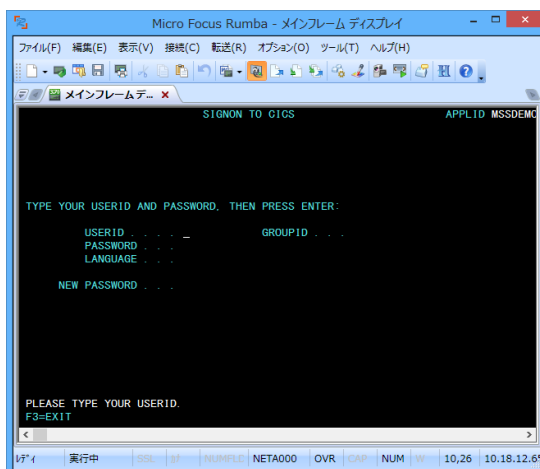 Micro Focus Rumba - メインフレーム ディスプレイ
ファイル(F) 編集(E) 表示(V) 接続(C) 転送(R) オプション(O) ツール(T) ヘルプ(H)
メインフレーム デ...
SIGNON TO CICS APPLID MSSDEMO
TYPE YOUR USERID AND PASSWORD, THEN PRESS ENTER:
USERID . . . . _ GROUPID . . .
PASSWORD . . .
LANGUAGE . . .
NEW PASSWORD . . .
PLEASE TYPE YOUR USERID.
F3=EXIT
ﾚﾃﾞｨ 実行中 SSL NUMFLD NETA000 OVR CAP NUM W 10,26 10.18.12.6